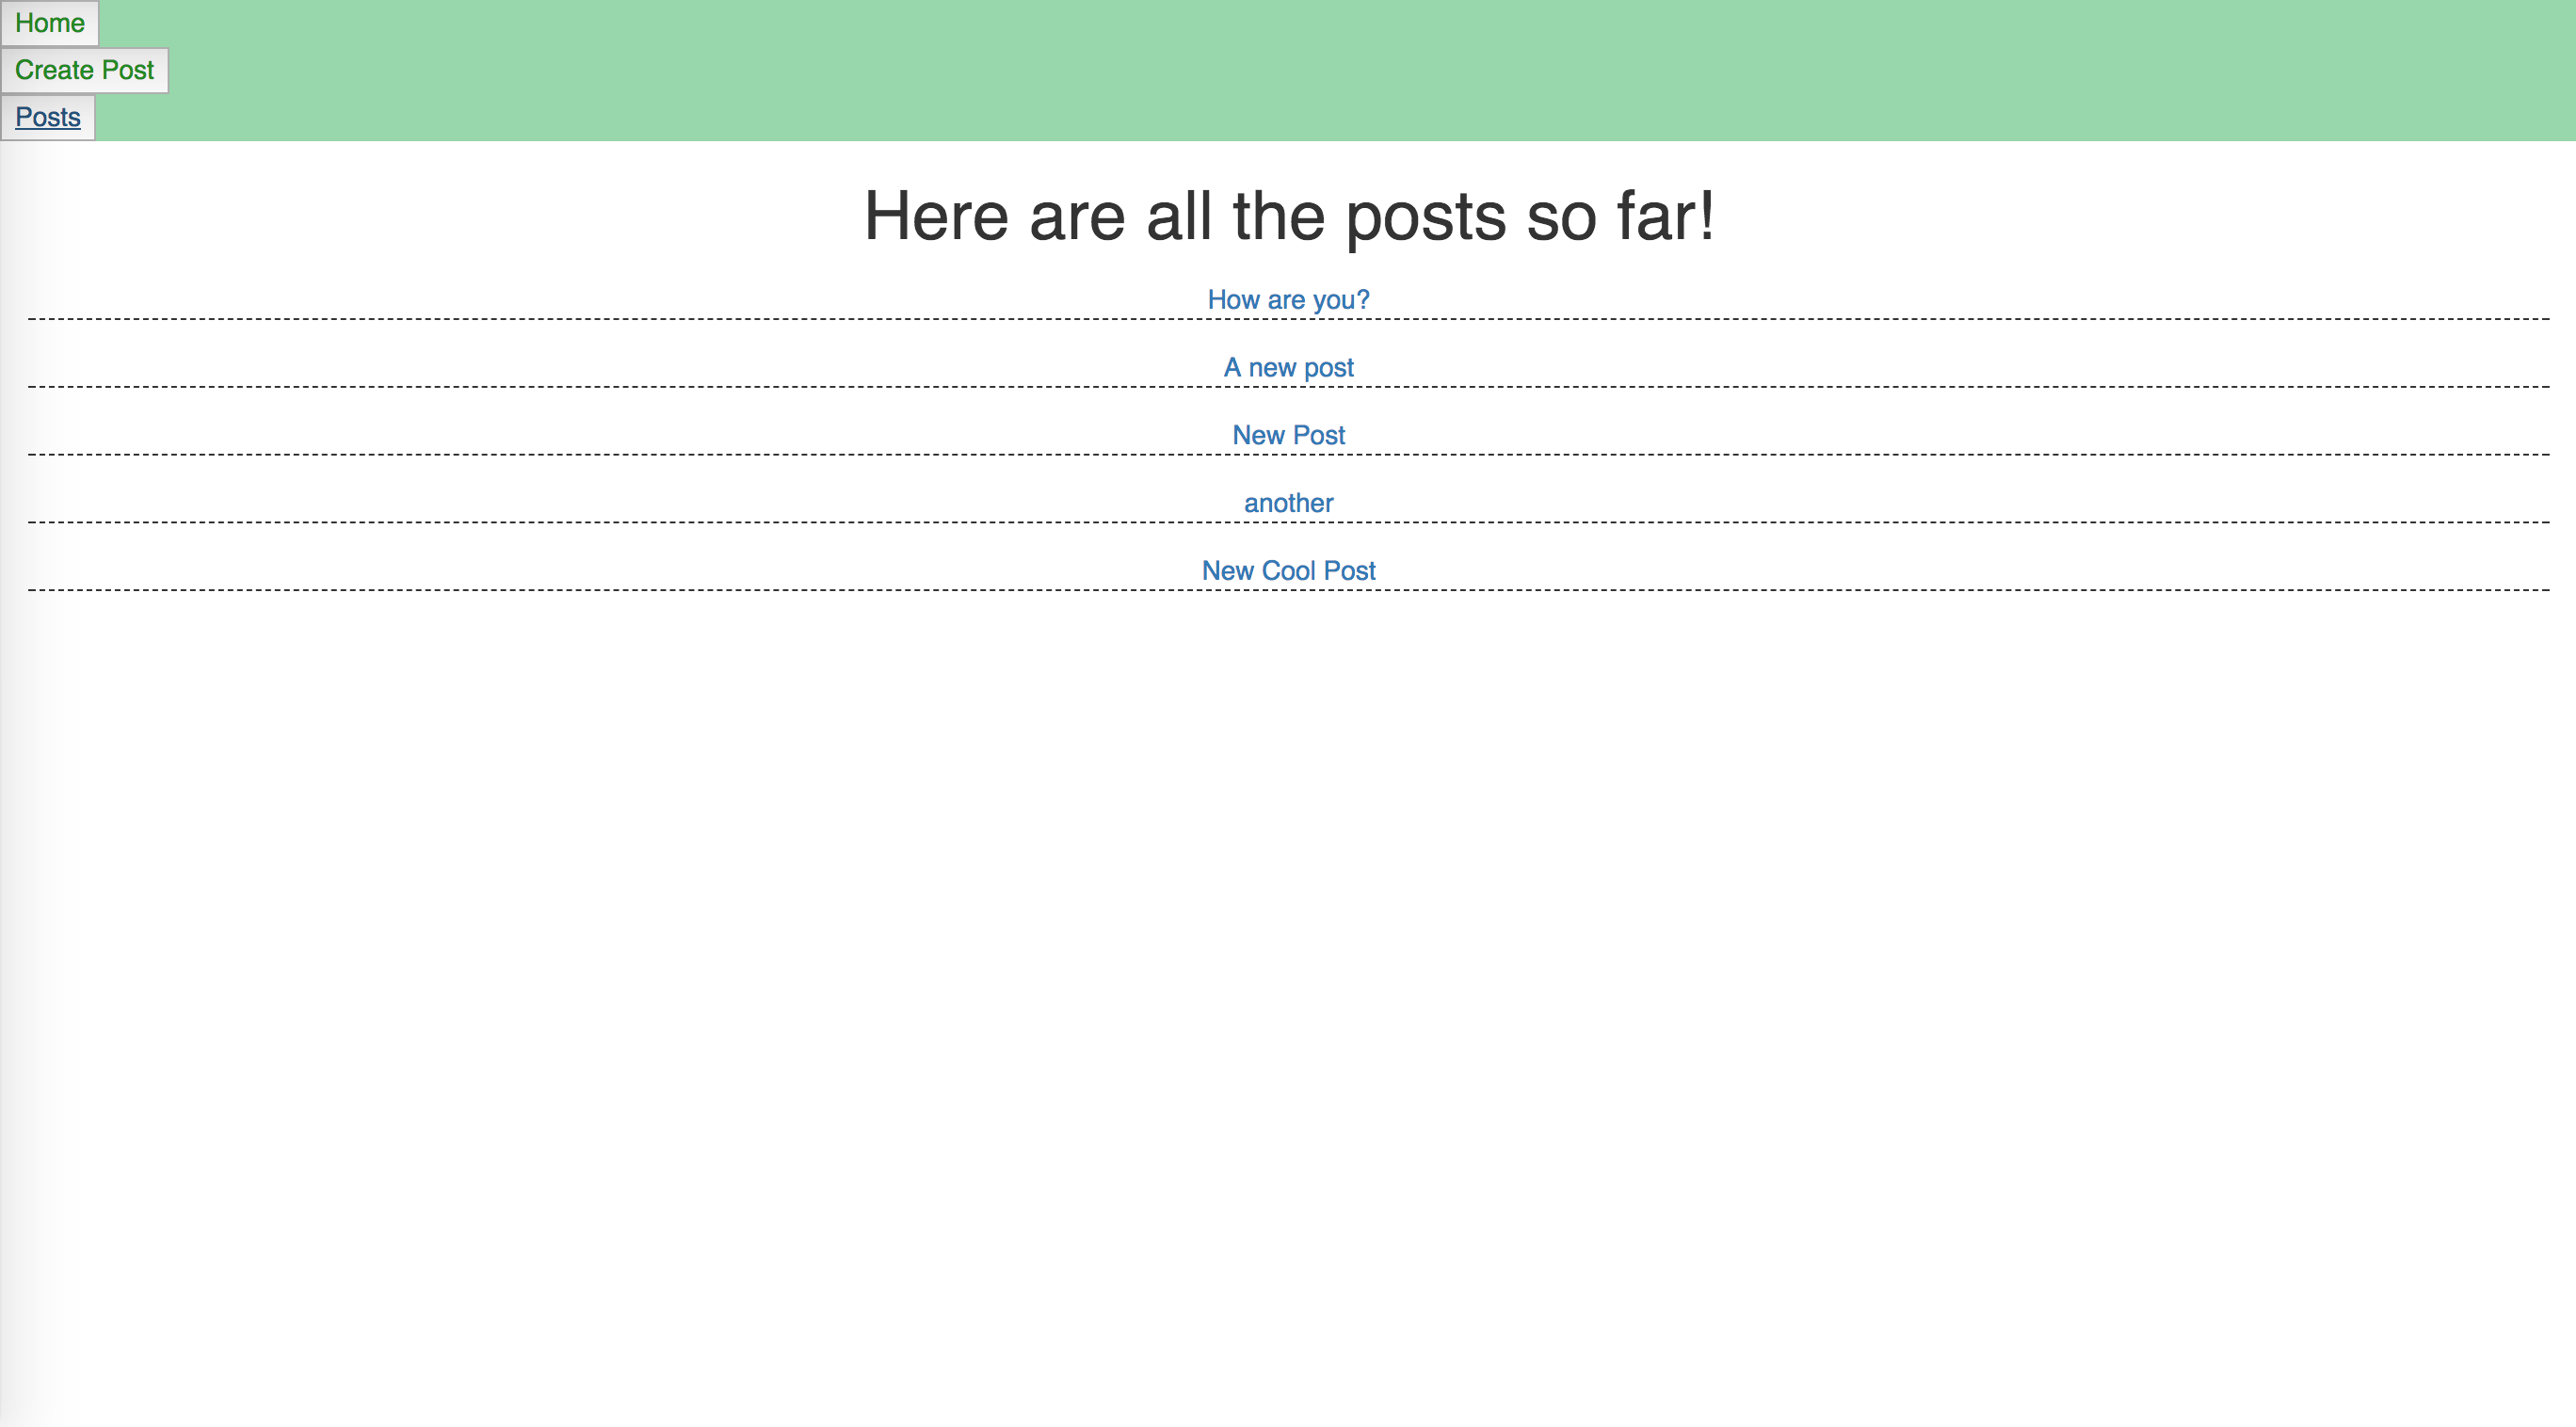 Home
Create Post
Posts
Here are all the posts so far!
How are you?
A new post
New Post
another
New Cool Post